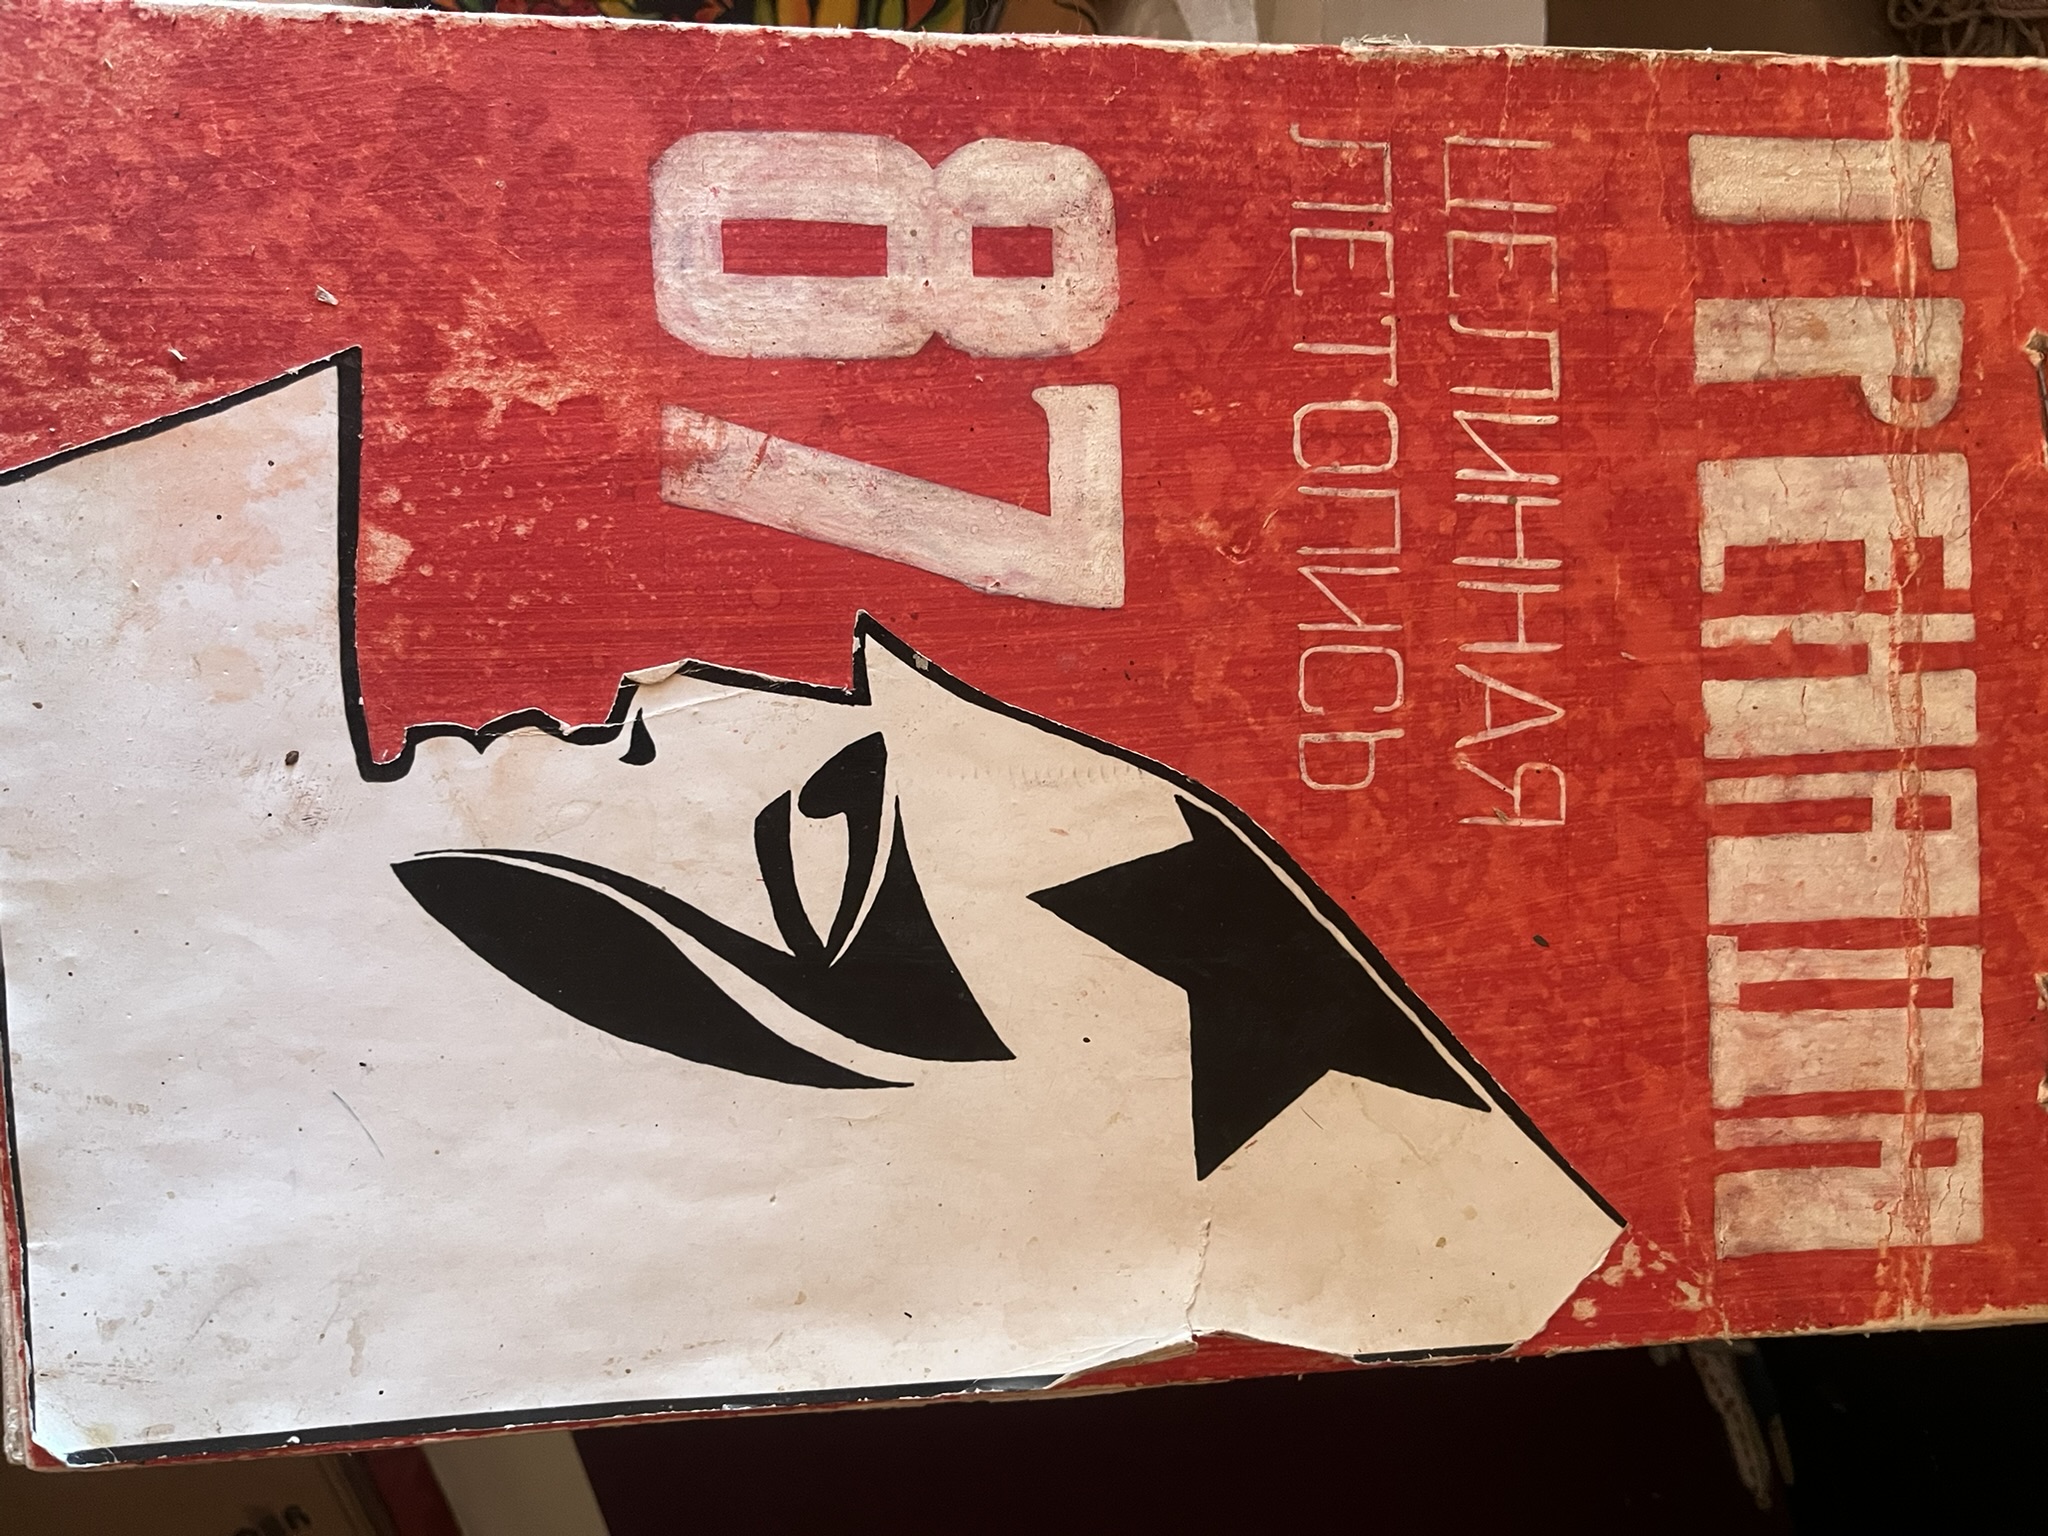 ГРЕНАДА
ЦЕЛИННАЯ
ЛЕТОПИСЬ
87